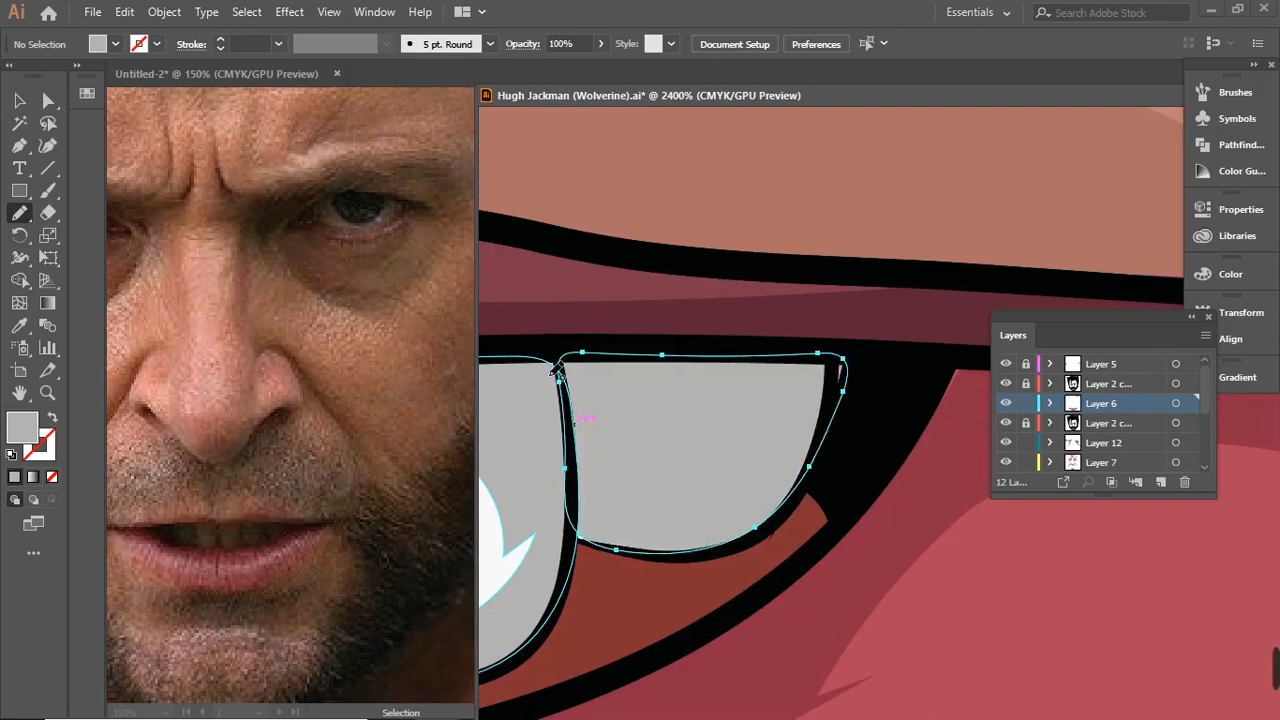 Ai File Edit Object Type Select Effect View Window Help Essentials Search Adobe Stock
No Selection Stroke: 5 pt. Round Opacity: 100% Style: Document Setup Preferences
Untitled-2* @ 150% (CMYK/GPU Preview) ×
Ai Hugh Jackman (Wolverine).ai* @ 2400% (CMYK/GPU Preview)
Brushes
Symbols
Pathfind...
Color Gu...
Properties
Libraries
Color
Transform
Align
Gradient
Layers
Layer 5
Layer 2 c...
Layer 6
Layer 2 c...
Layer 12
Layer 7
12 La...
150% 1 Selection